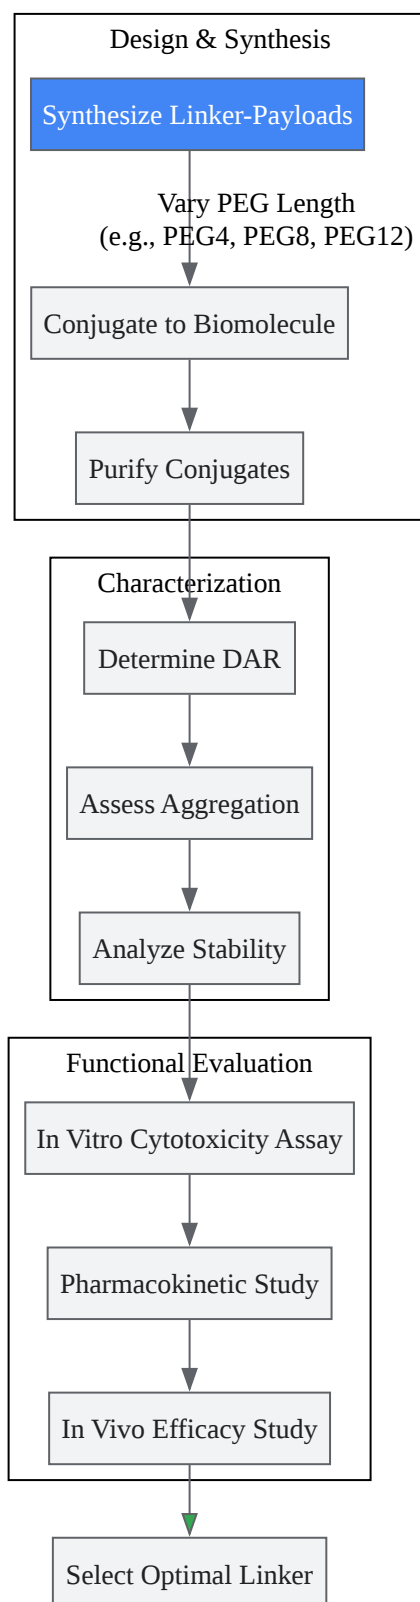 Design & Synthesis
Synthesize Linker-Payloads
Vary PEG Length
(e.g., PEG4, PEG8, PEG12)
Conjugate to Biomolecule
Purify Conjugates
Characterization
Determine DAR
Assess Aggregation
Analyze Stability
Functional Evaluation
In Vitro Cytotoxicity Assay
Pharmacokinetic Study
In Vivo Efficacy Study
Select Optimal Linker